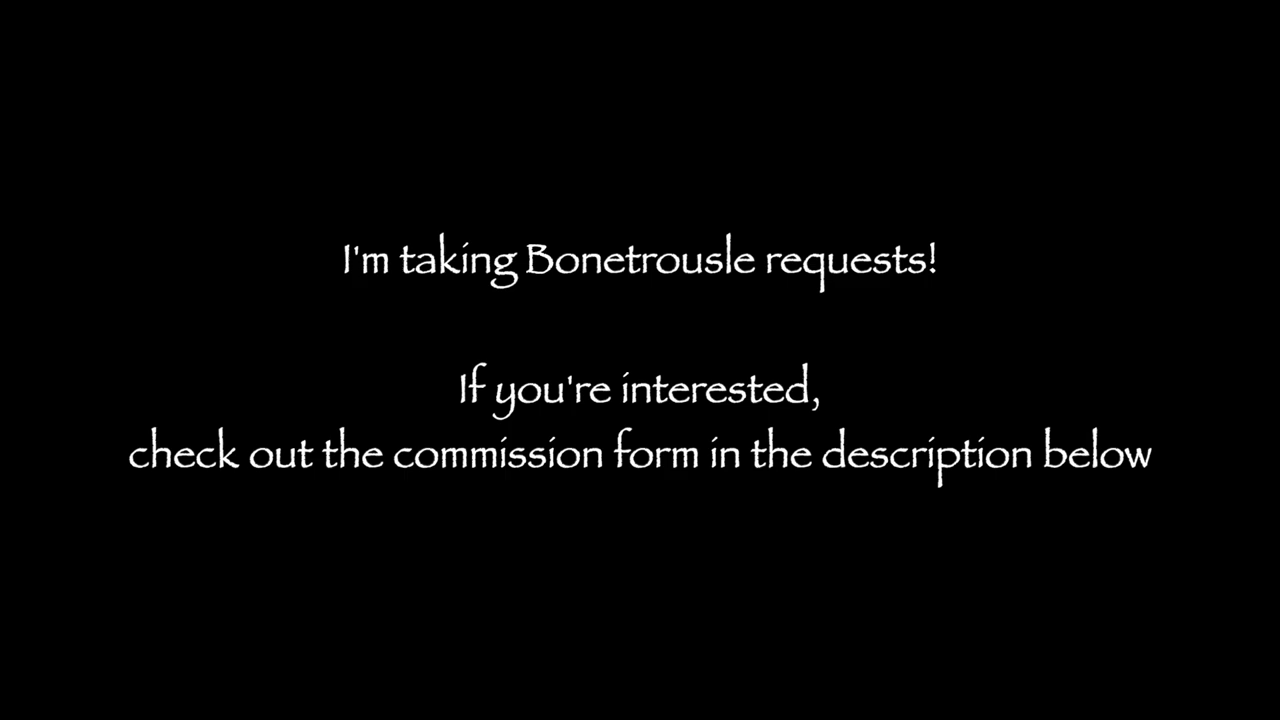 I'm taking Bonetrousle requests!
If you're interested,
check out the commission form in the description below